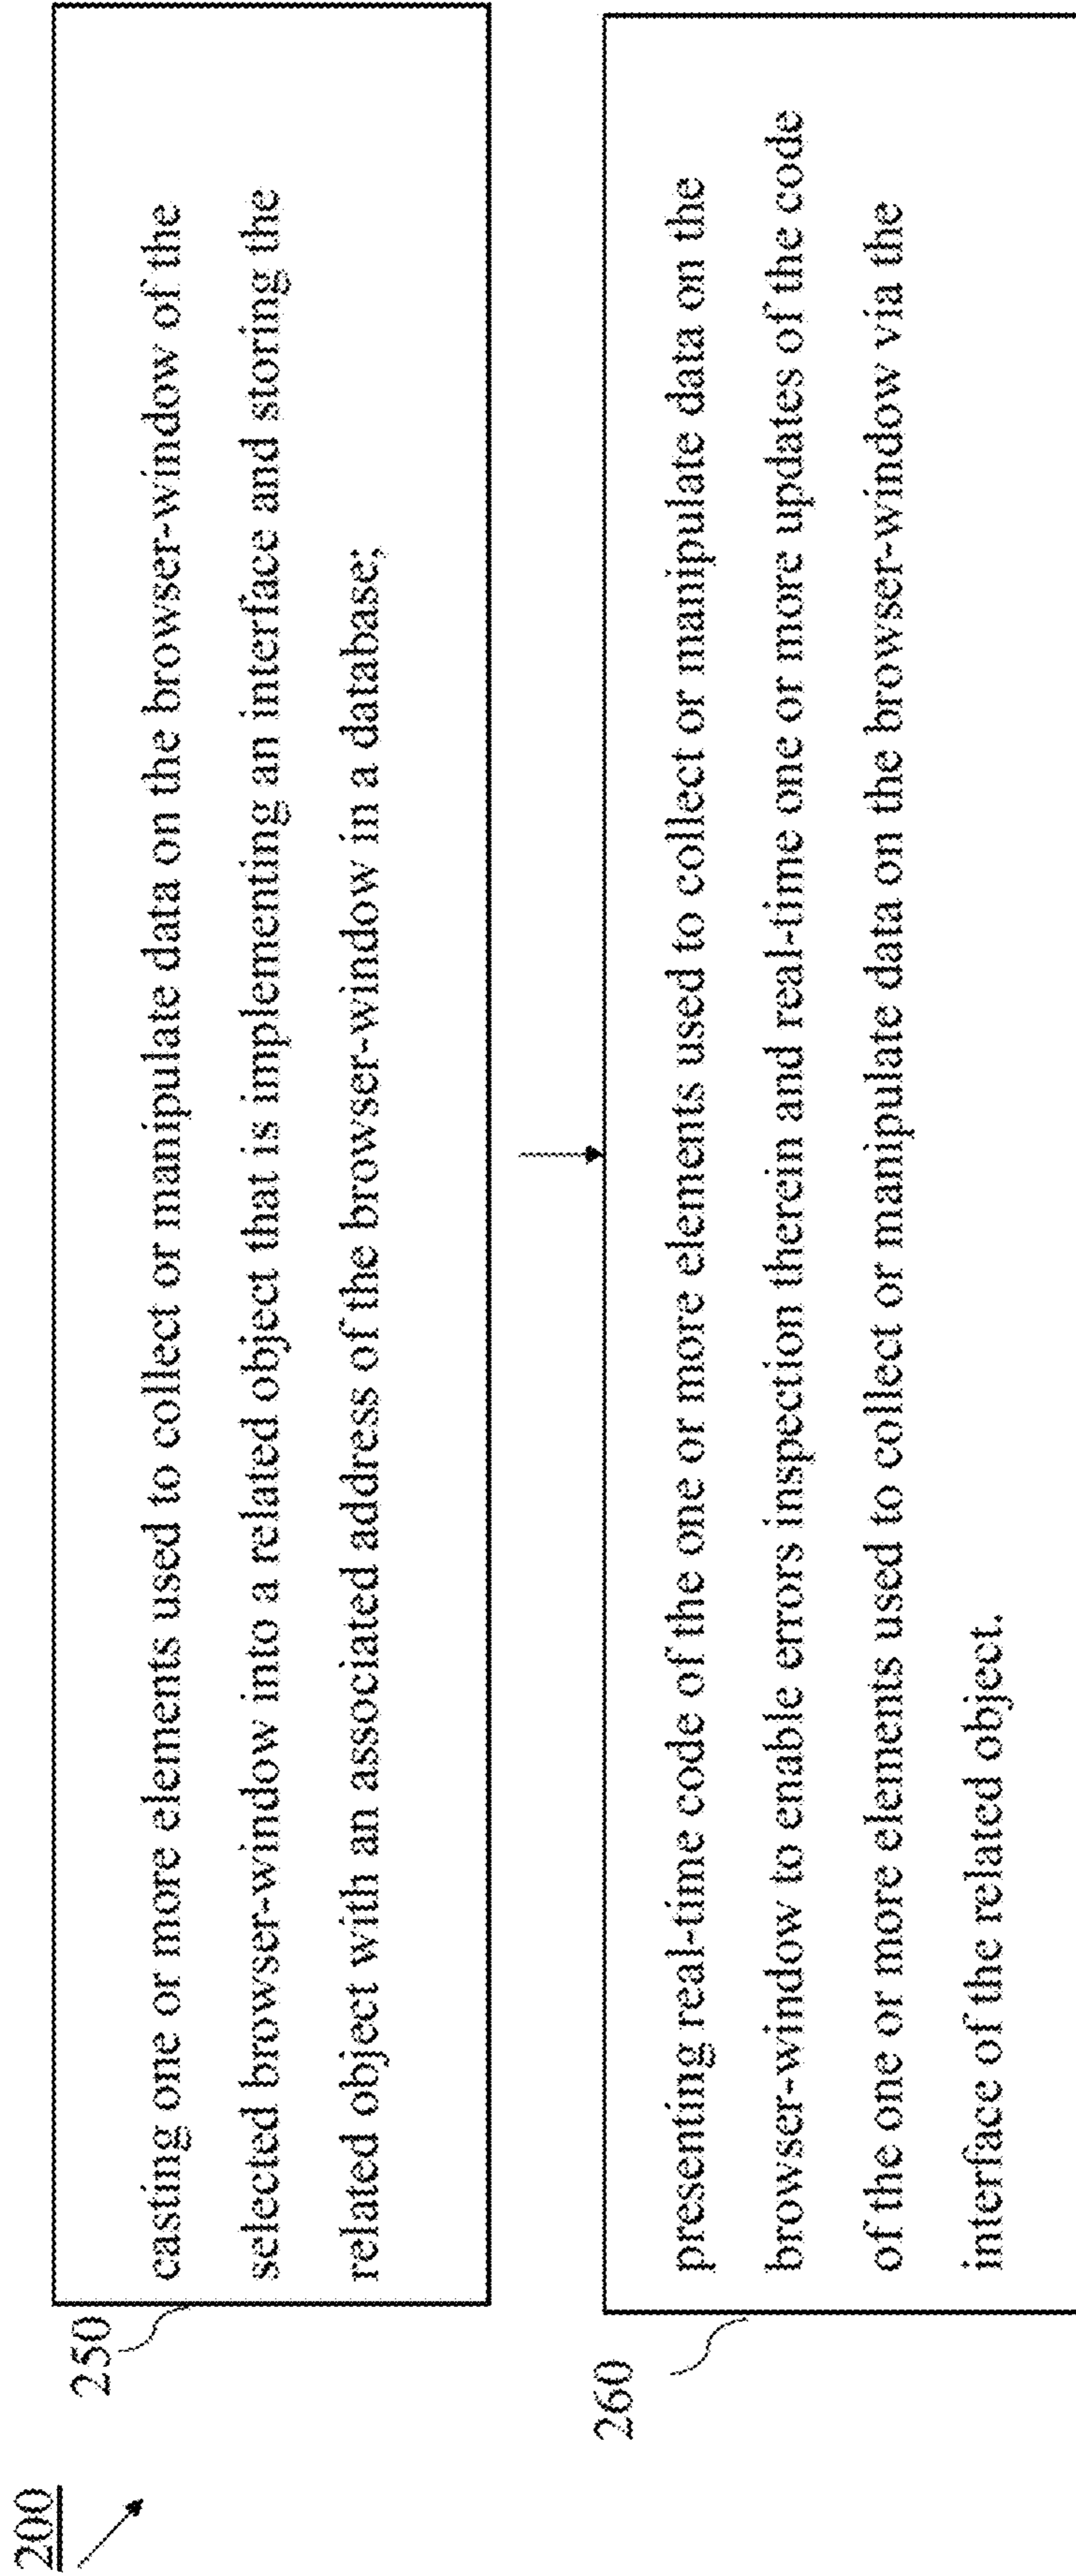 200
250
casting one or more elements used to collect or manipulate data on the browser-window of the
selected browser-window into a related object that is implementing an interface and storing the
related object with an associated address of the browser-window in a database;
260
presenting real-time code of the one or more elements used to collect or manipulate data on the
browser-window to enable errors inspection therein and real-time one or more updates of the code
of the one or more elements used to collect or manipulate data on the browser-window via the
interface of the related object.